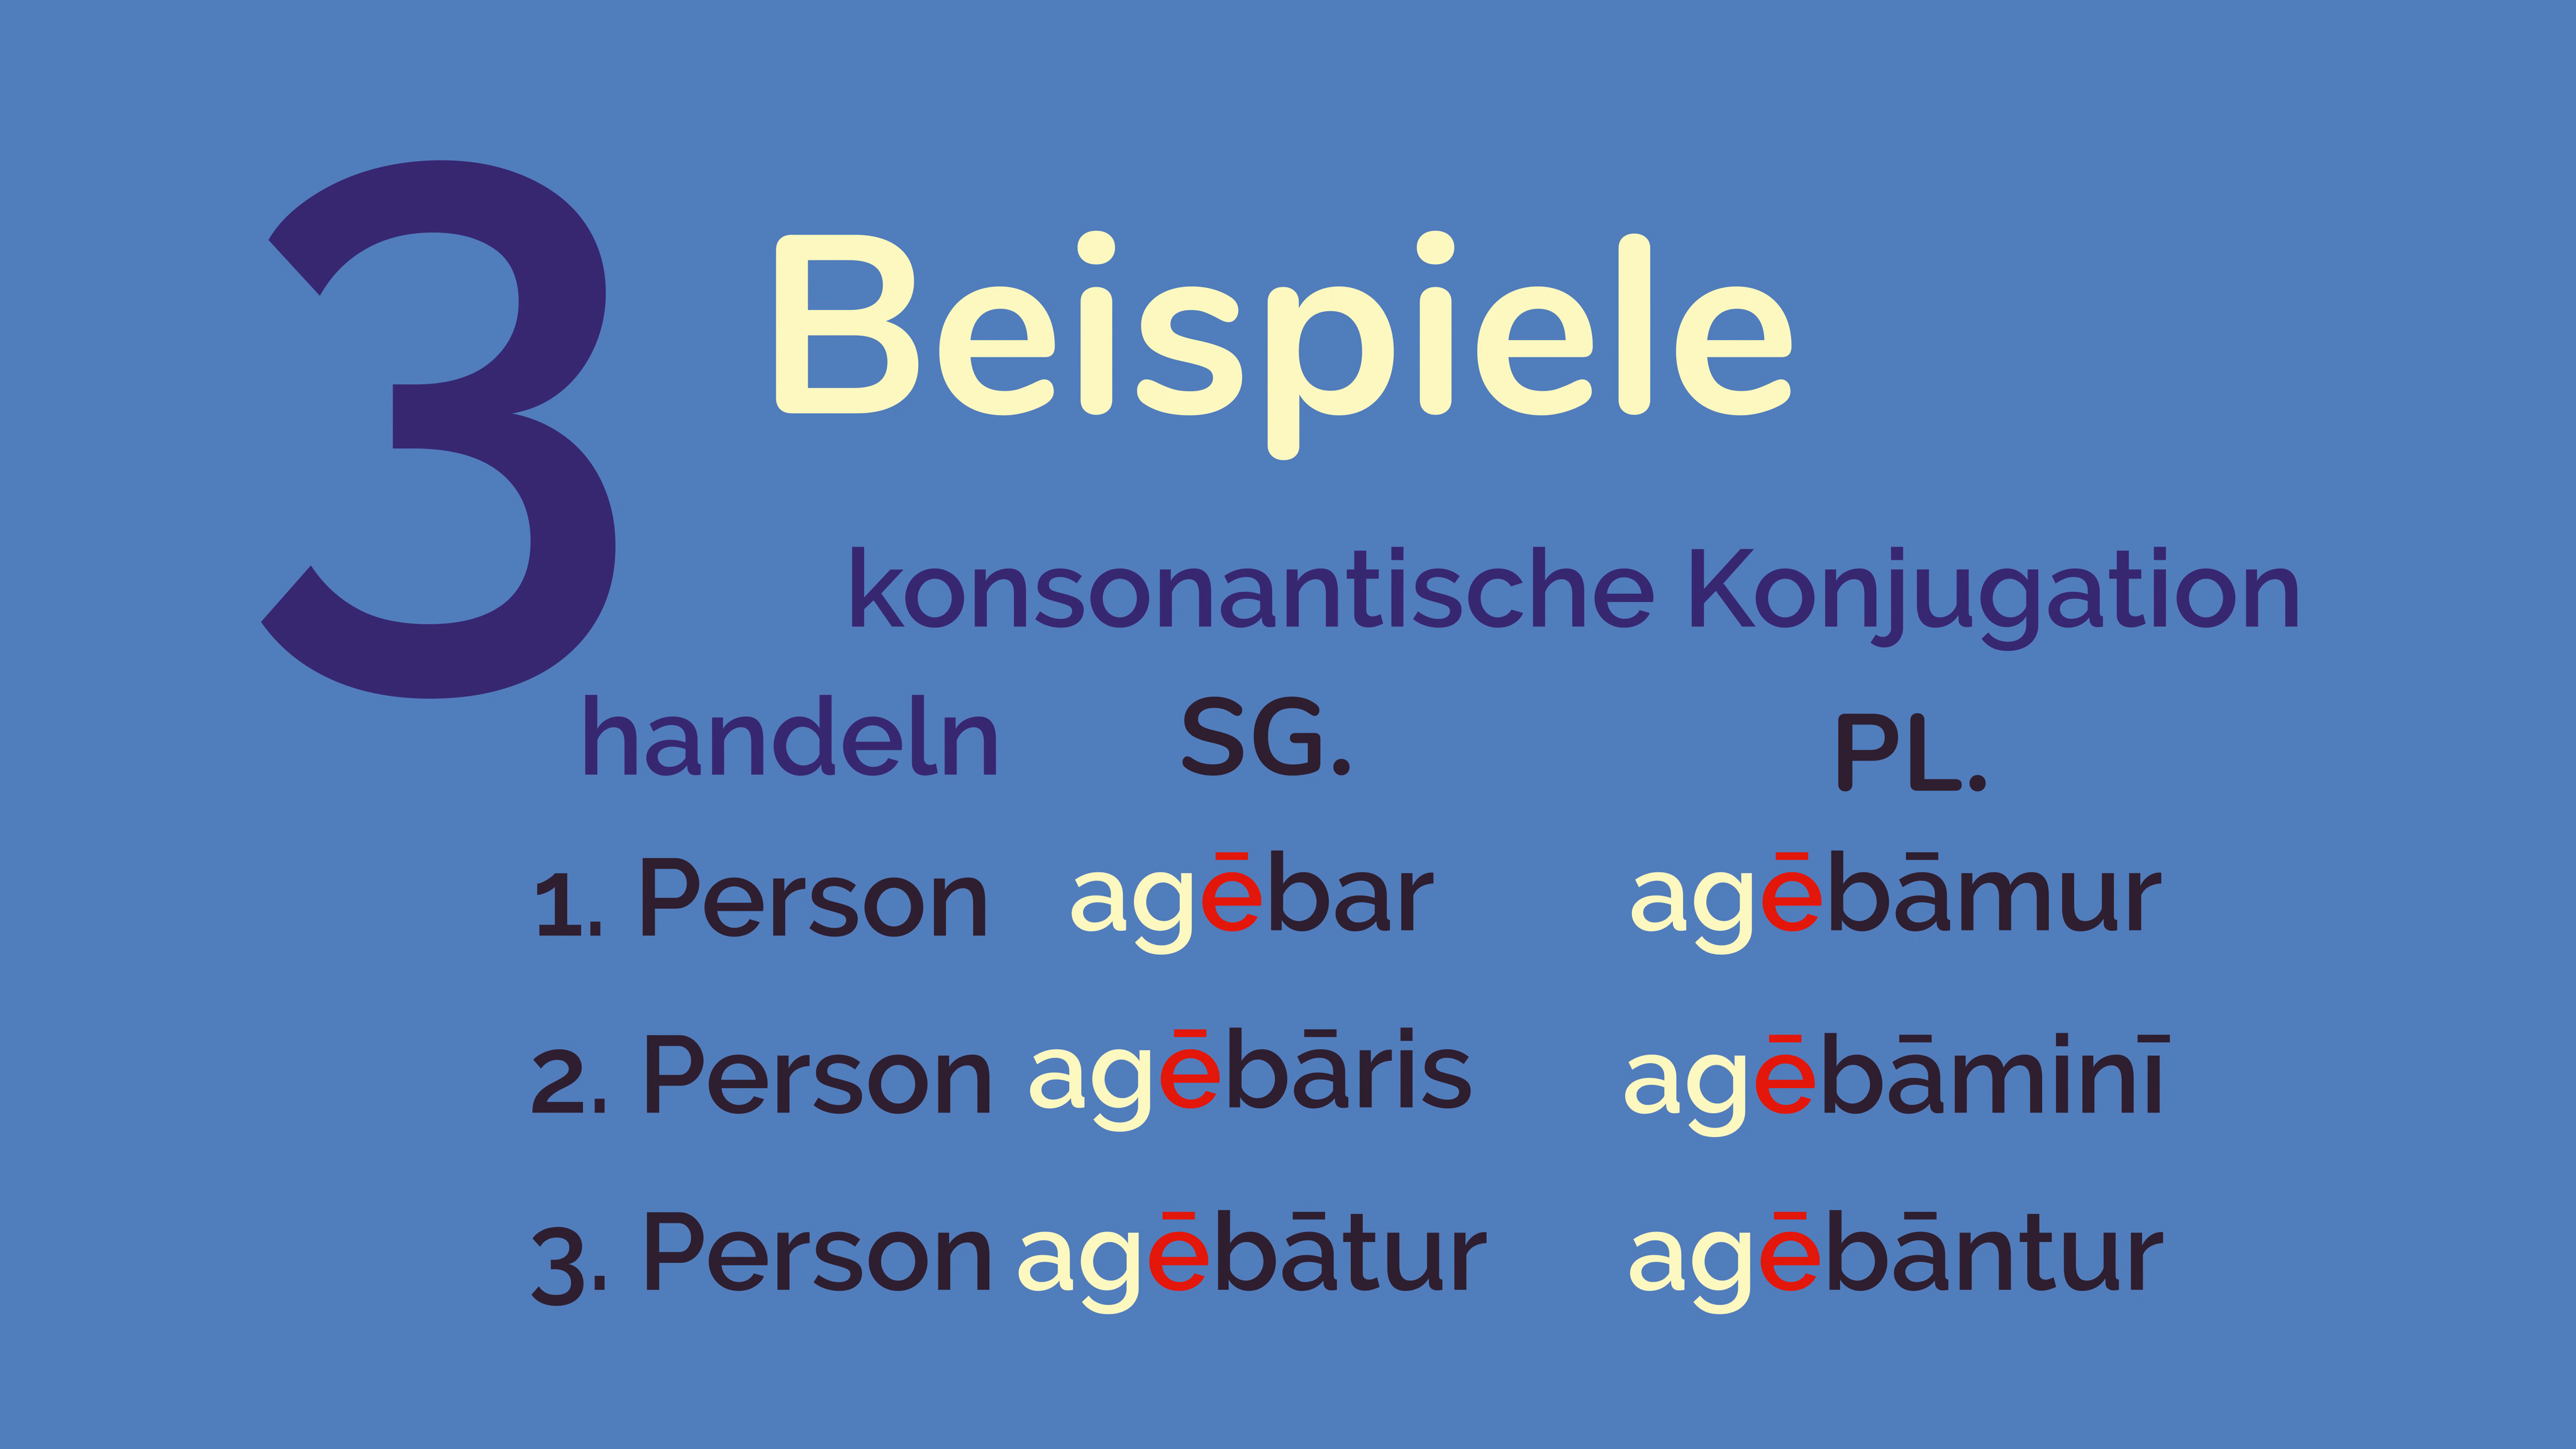 3 Beispiele
konsonantische Konjugation
handeln SG. PL.
1. Person agēbar agēbāmur
2. Person agēbāris agēbāminī
3. Person agēbātur agēbāntur